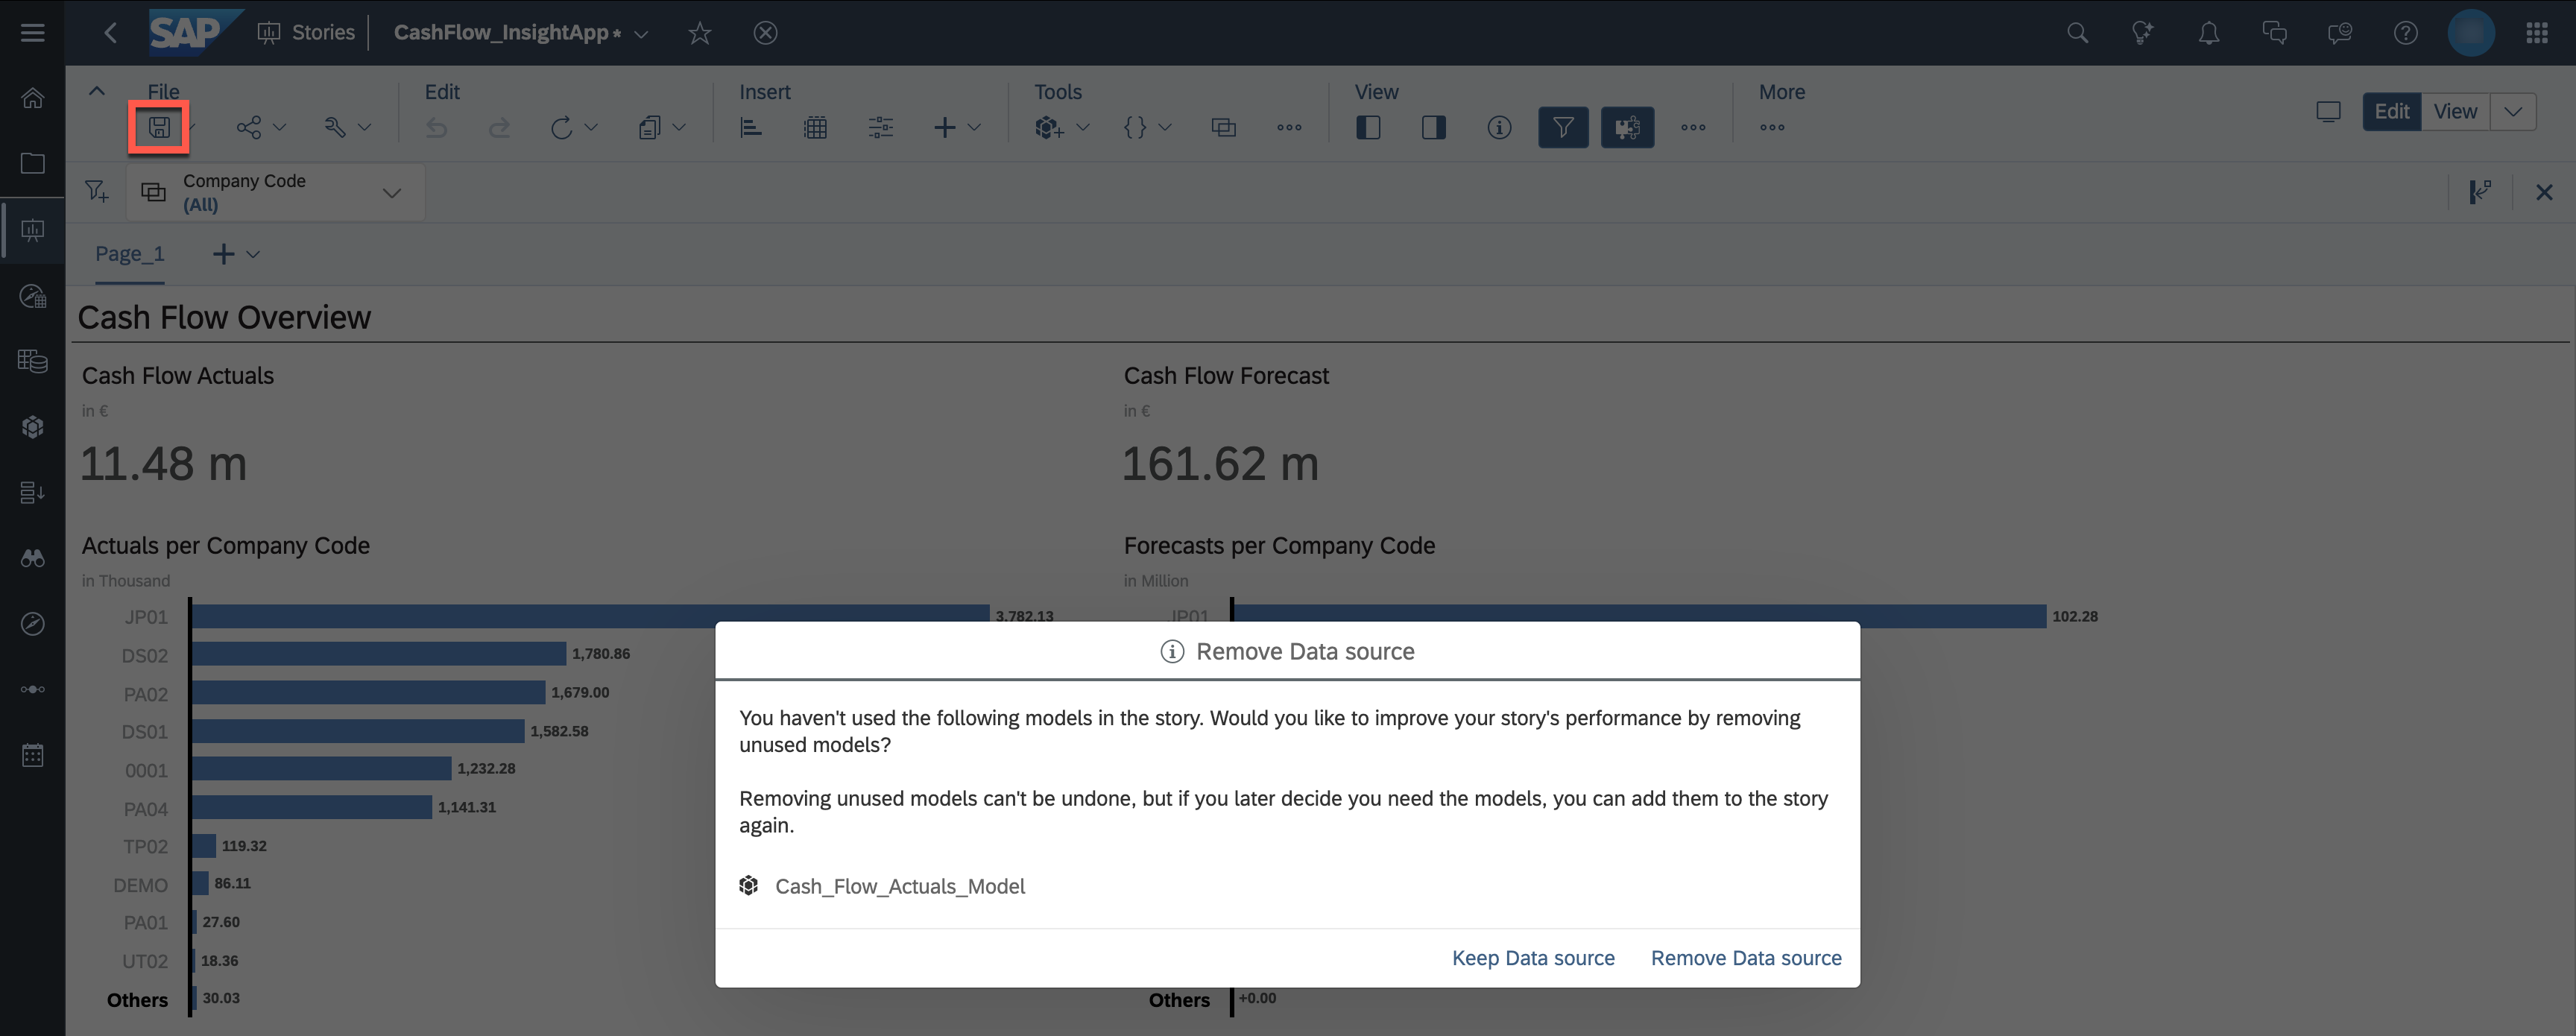 SAP
Stories
CashFlow_InsightApp*
File
Edit
Insert
Tools
View
More
Edit
View
Company Code
(All)
Page_1
Cash Flow Overview
Cash Flow Actuals
in €
11.48 m
Cash Flow Forecast
in €
161.62 m
Actuals per Company Code
in Thousand
JP01 3,782.13
DS02 1,780.86
PA02 1,679.00
DS01 1,582.58
0001 1,232.28
PA04 1,141.31
TP02 119.32
DEMO 86.11
PA01 27.60
UT02 18.36
Others 30.03
Forecasts per Company Code
in Million
JP01 102.28
Others +0.00
Remove Data source
You haven't used the following models in the story. Would you like to improve your story's performance by removing
unused models?
Removing unused models can't be undone, but if you later decide you need the models, you can add them to the story
again.
Cash_Flow_Actuals_Model
Keep Data source
Remove Data source